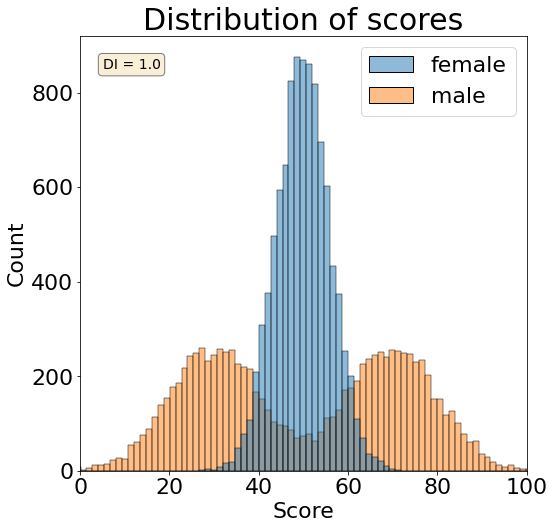 Distribution of scores
DI = 1.0
female
male
Count
800
600
400
200
0
0 20 40 60 80 100
Score